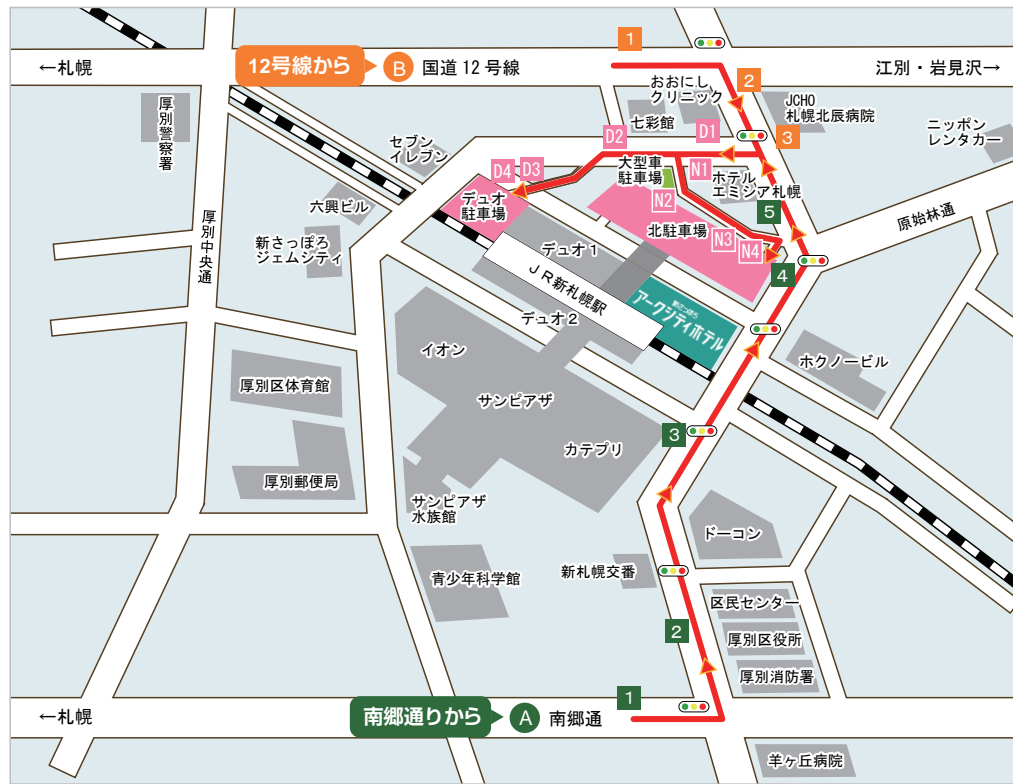 1
←札幌
12号線から
B
国道12号線
江別・岩見沢→
2
おおにし
クリニック
JCHO
札幌北辰病院
厚別
警察署
七彩館
D2
D1
3
ニッポン
レンタカー
セブン
イレブン
D4
D3
大型車
駐車場
N1
ホテル
エミシア札幌
六興ビル
デュオ
駐車場
N2
5
原始林通
厚別中央通
新さっぽろ
ジェムシティ
デュオ1
北駐車場
N3
N4
4
JR新札幌駅
新さっぽろ
アークシティホテル
デュオ2
イオン
ホクノービル
厚別区体育館
サンピアザ
3
カテプリ
厚別郵便局
サンピアザ
水族館
ドーコン
青少年科学館
新札幌交番
区民センター
2
厚別区役所
厚別消防署
1
←札幌
南郷通りから
A
南郷通
羊ヶ丘病院